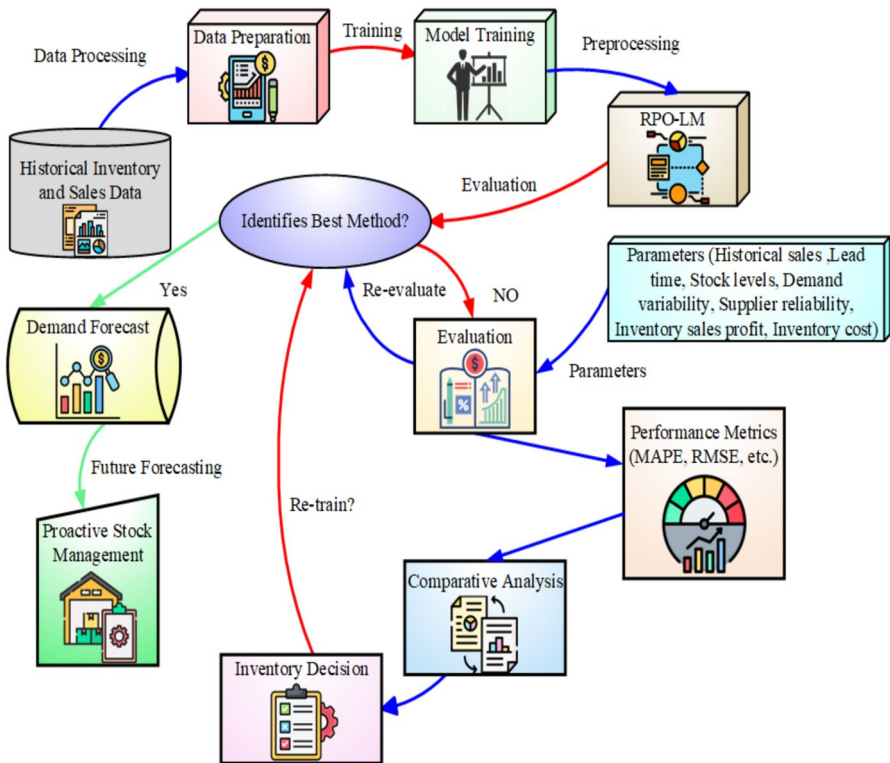 Data Processing
Data Preparation
Training
Model Training
Preprocessing
RPO-LM
Historical Inventory
and Sales Data
Evaluation
Identifies Best Method?
Parameters (Historical sales ,Lead
time, Stock levels, Demand
variability, Supplier reliability,
Inventory sales profit, Inventory cost)
Yes
Re-evaluate
NO
Demand Forecast
Evaluation
Parameters
Performance Metrics
(MAPE, RMSE, etc.)
Future Forecasting
Re-train?
Proactive Stock
Management
Comparative Analysis
Inventory Decision